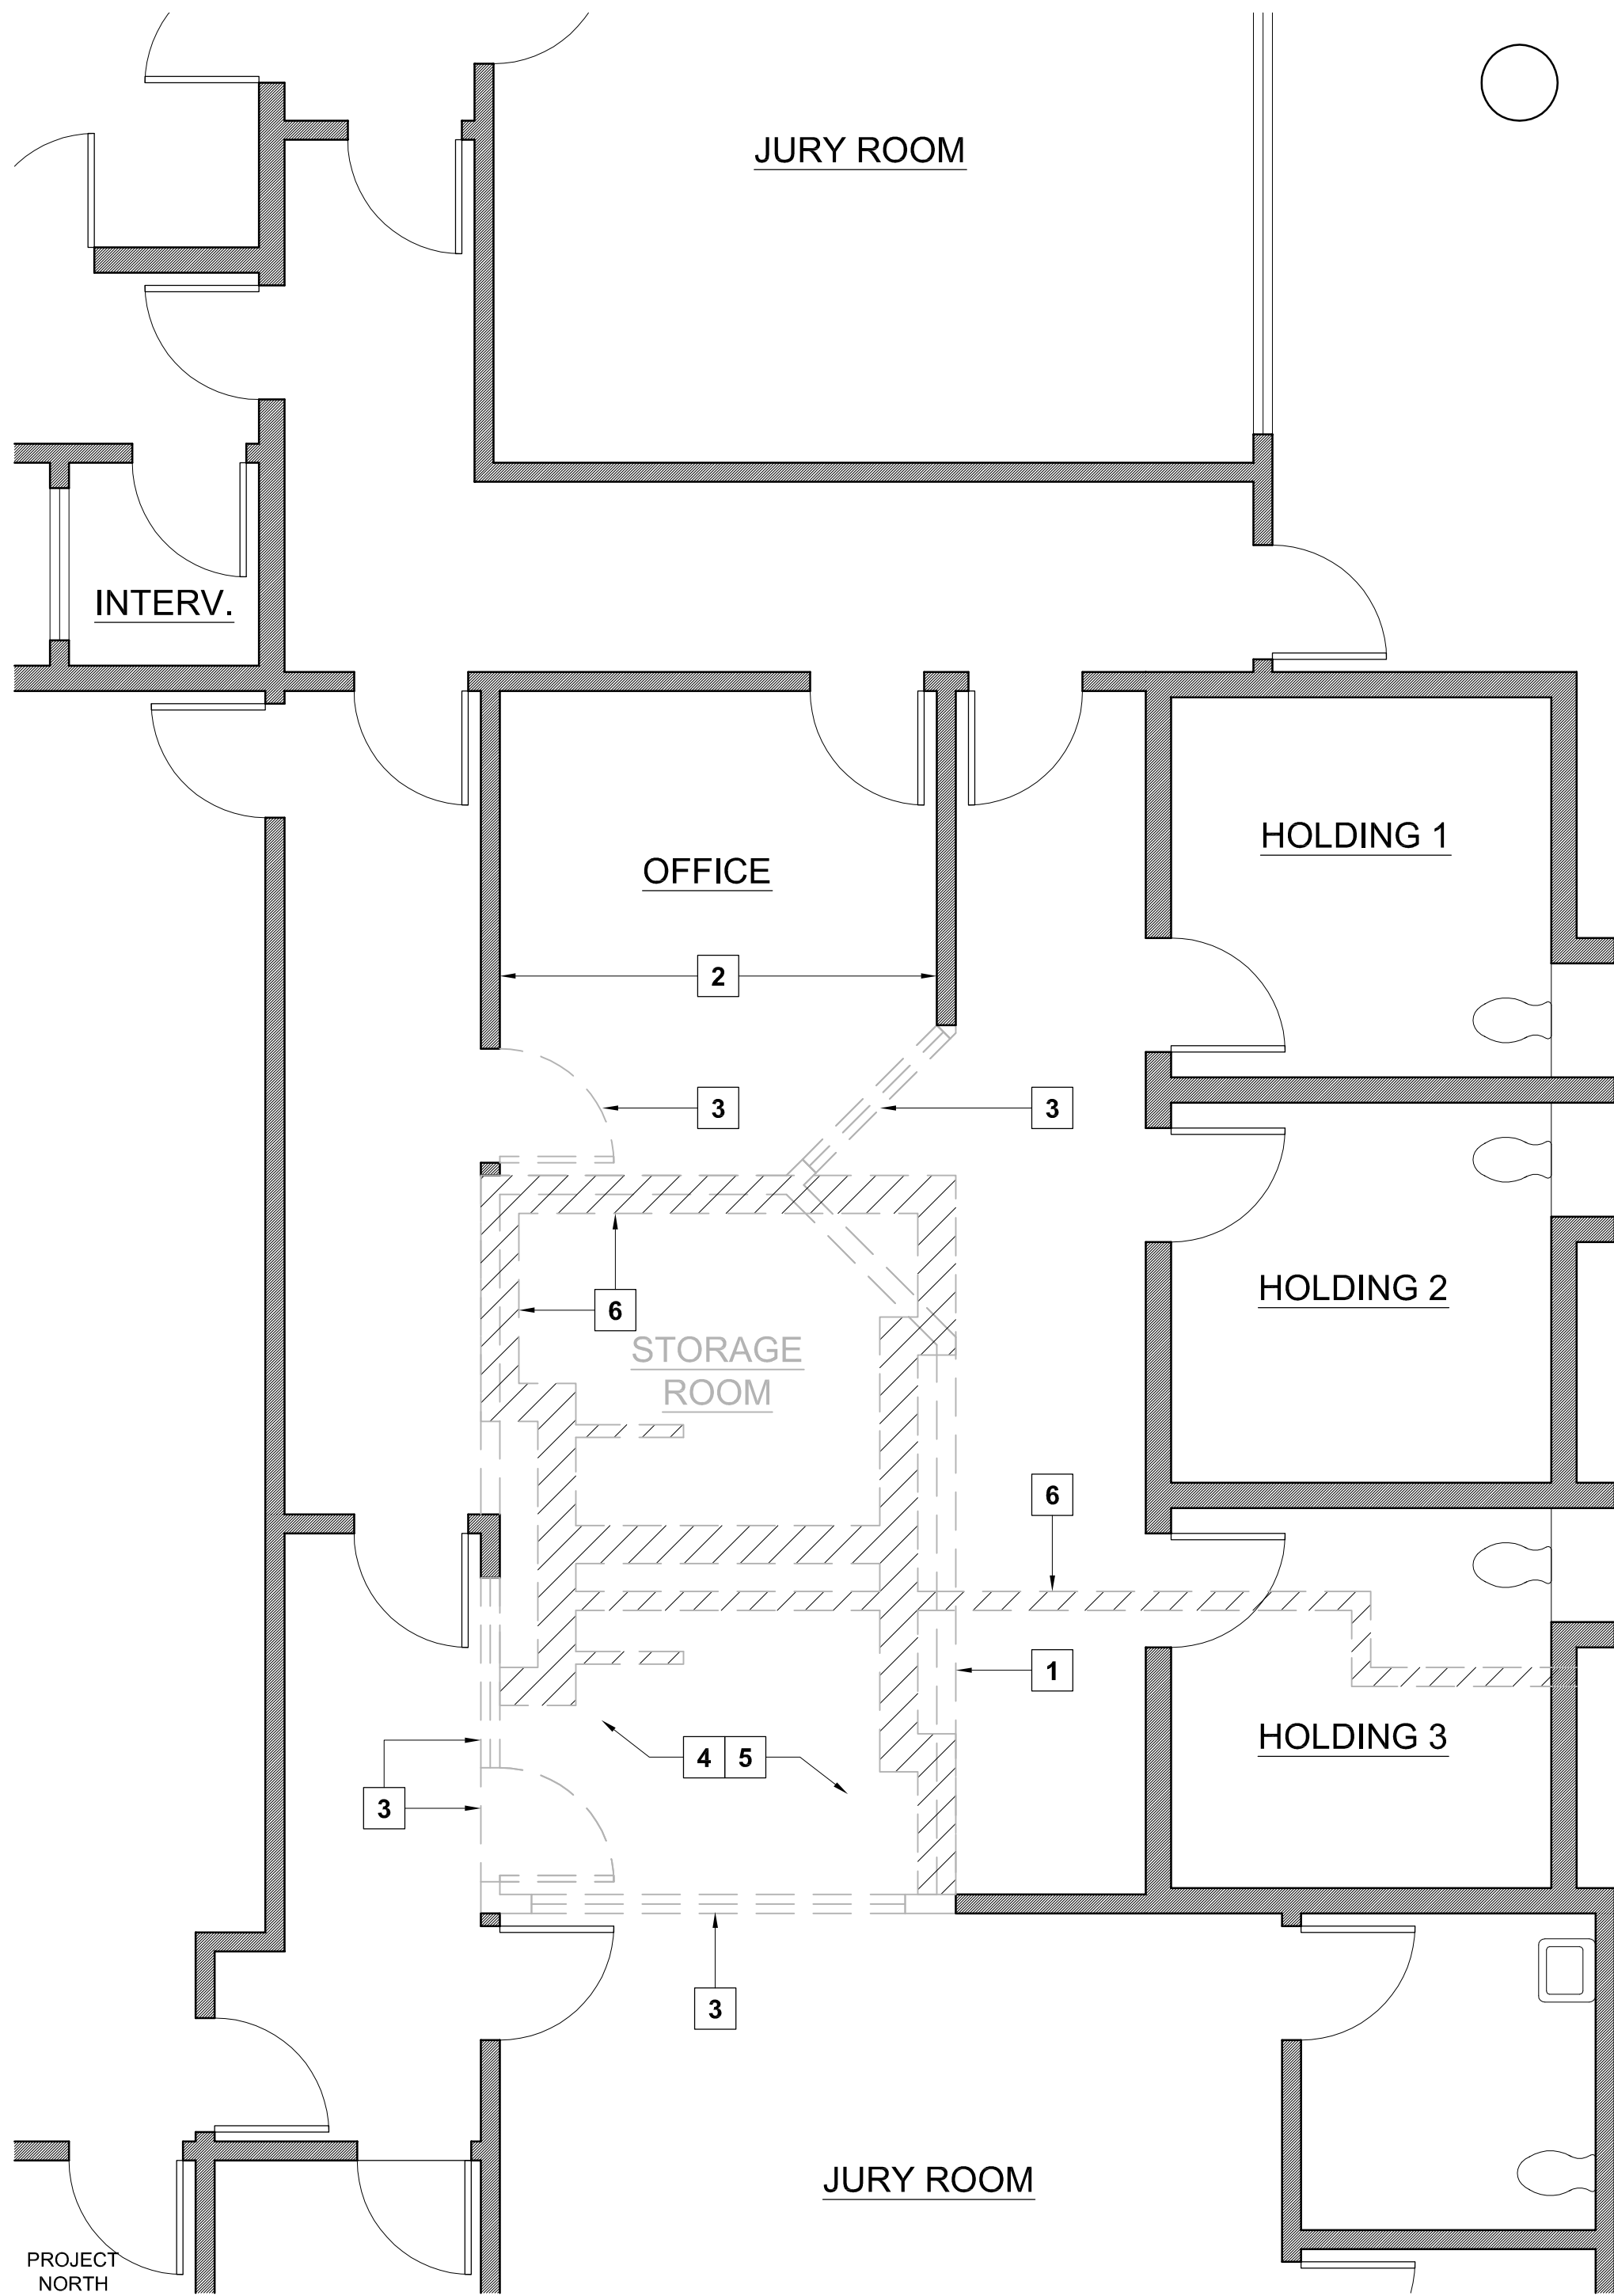 JURY ROOM
INTERV.
HOLDING 1
OFFICE
2
3
3
HOLDING 2
6
STORAGE
ROOM
6
1
HOLDING 3
4 5
3
3
JURY ROOM
PROJECT
NORTH